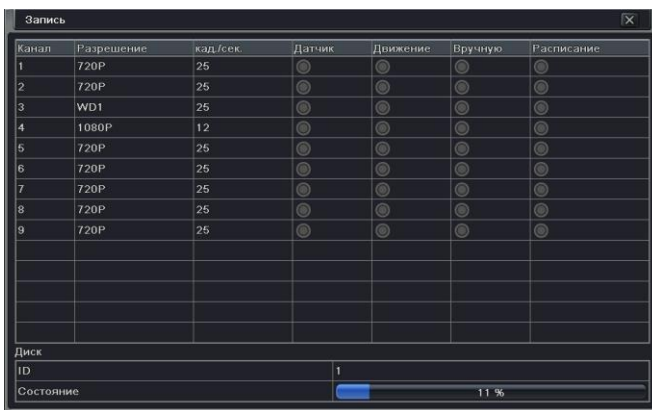 Запись
Канал Разрешение кад./сек. Датчик Движение Вручную Расписание
1 720P 25
2 720P 25
3 WD1 25
4 1080P 12
5 720P 25
6 720P 25
7 720P 25
8 720P 25
9 720P 25
Диск
ID 1
Состояние 11 %